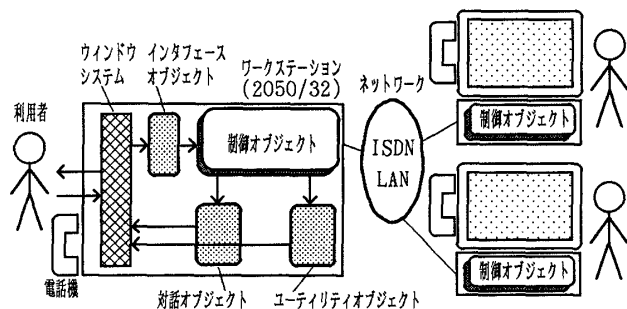 ウィンドウ
システム
インタフェース
オブジェクト
ワークステーション
(2050/32)
ネットワーク
利用者
制御オブジェクト
ISDN
LAN
制御オブジェクト
制御オブジェクト
電話機
対話オブジェクト
ユーティリティオブジェクト